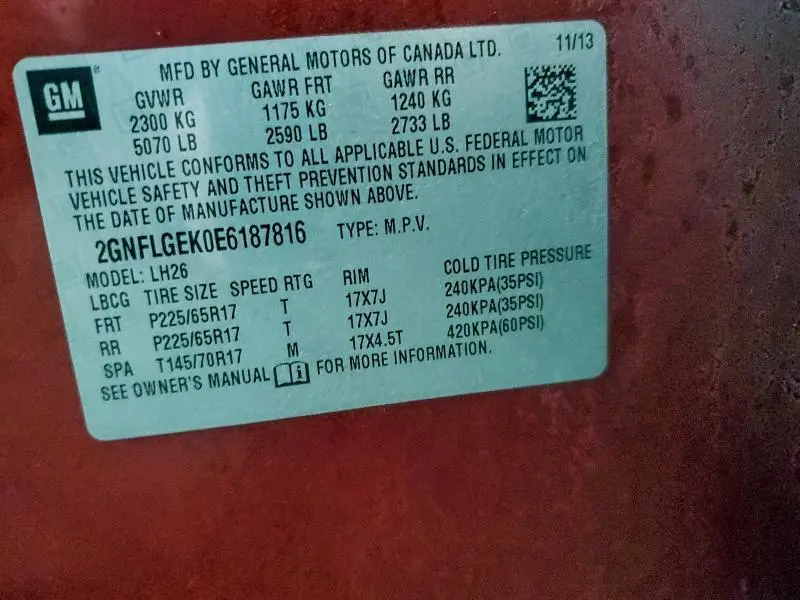 GM
MFD BY GENERAL MOTORS OF CANADA LTD. 11/13
GVWR GAWR FRT GAWR RR
2300 KG 1175 KG 1240 KG
5070 LB 2590 LB 2733 LB
THIS VEHICLE CONFORMS TO ALL APPLICABLE U.S. FEDERAL MOTOR
VEHICLE SAFETY AND THEFT PREVENTION STANDARDS IN EFFECT ON
THE DATE OF MANUFACTURE SHOWN ABOVE.
2GNFLGEK0E6187816 TYPE: M.P.V.
MODEL: LH26
LBCG TIRE SIZE SPEED RTG RIM COLD TIRE PRESSURE
FRT P225/65R17 T 17X7J 240KPA(35PSI)
RR P225/65R17 T 17X7J 240KPA(35PSI)
SPA T145/70R17 M 17X4.5T 420KPA(60PSI)
SEE OWNER'S MANUAL FOR MORE INFORMATION.